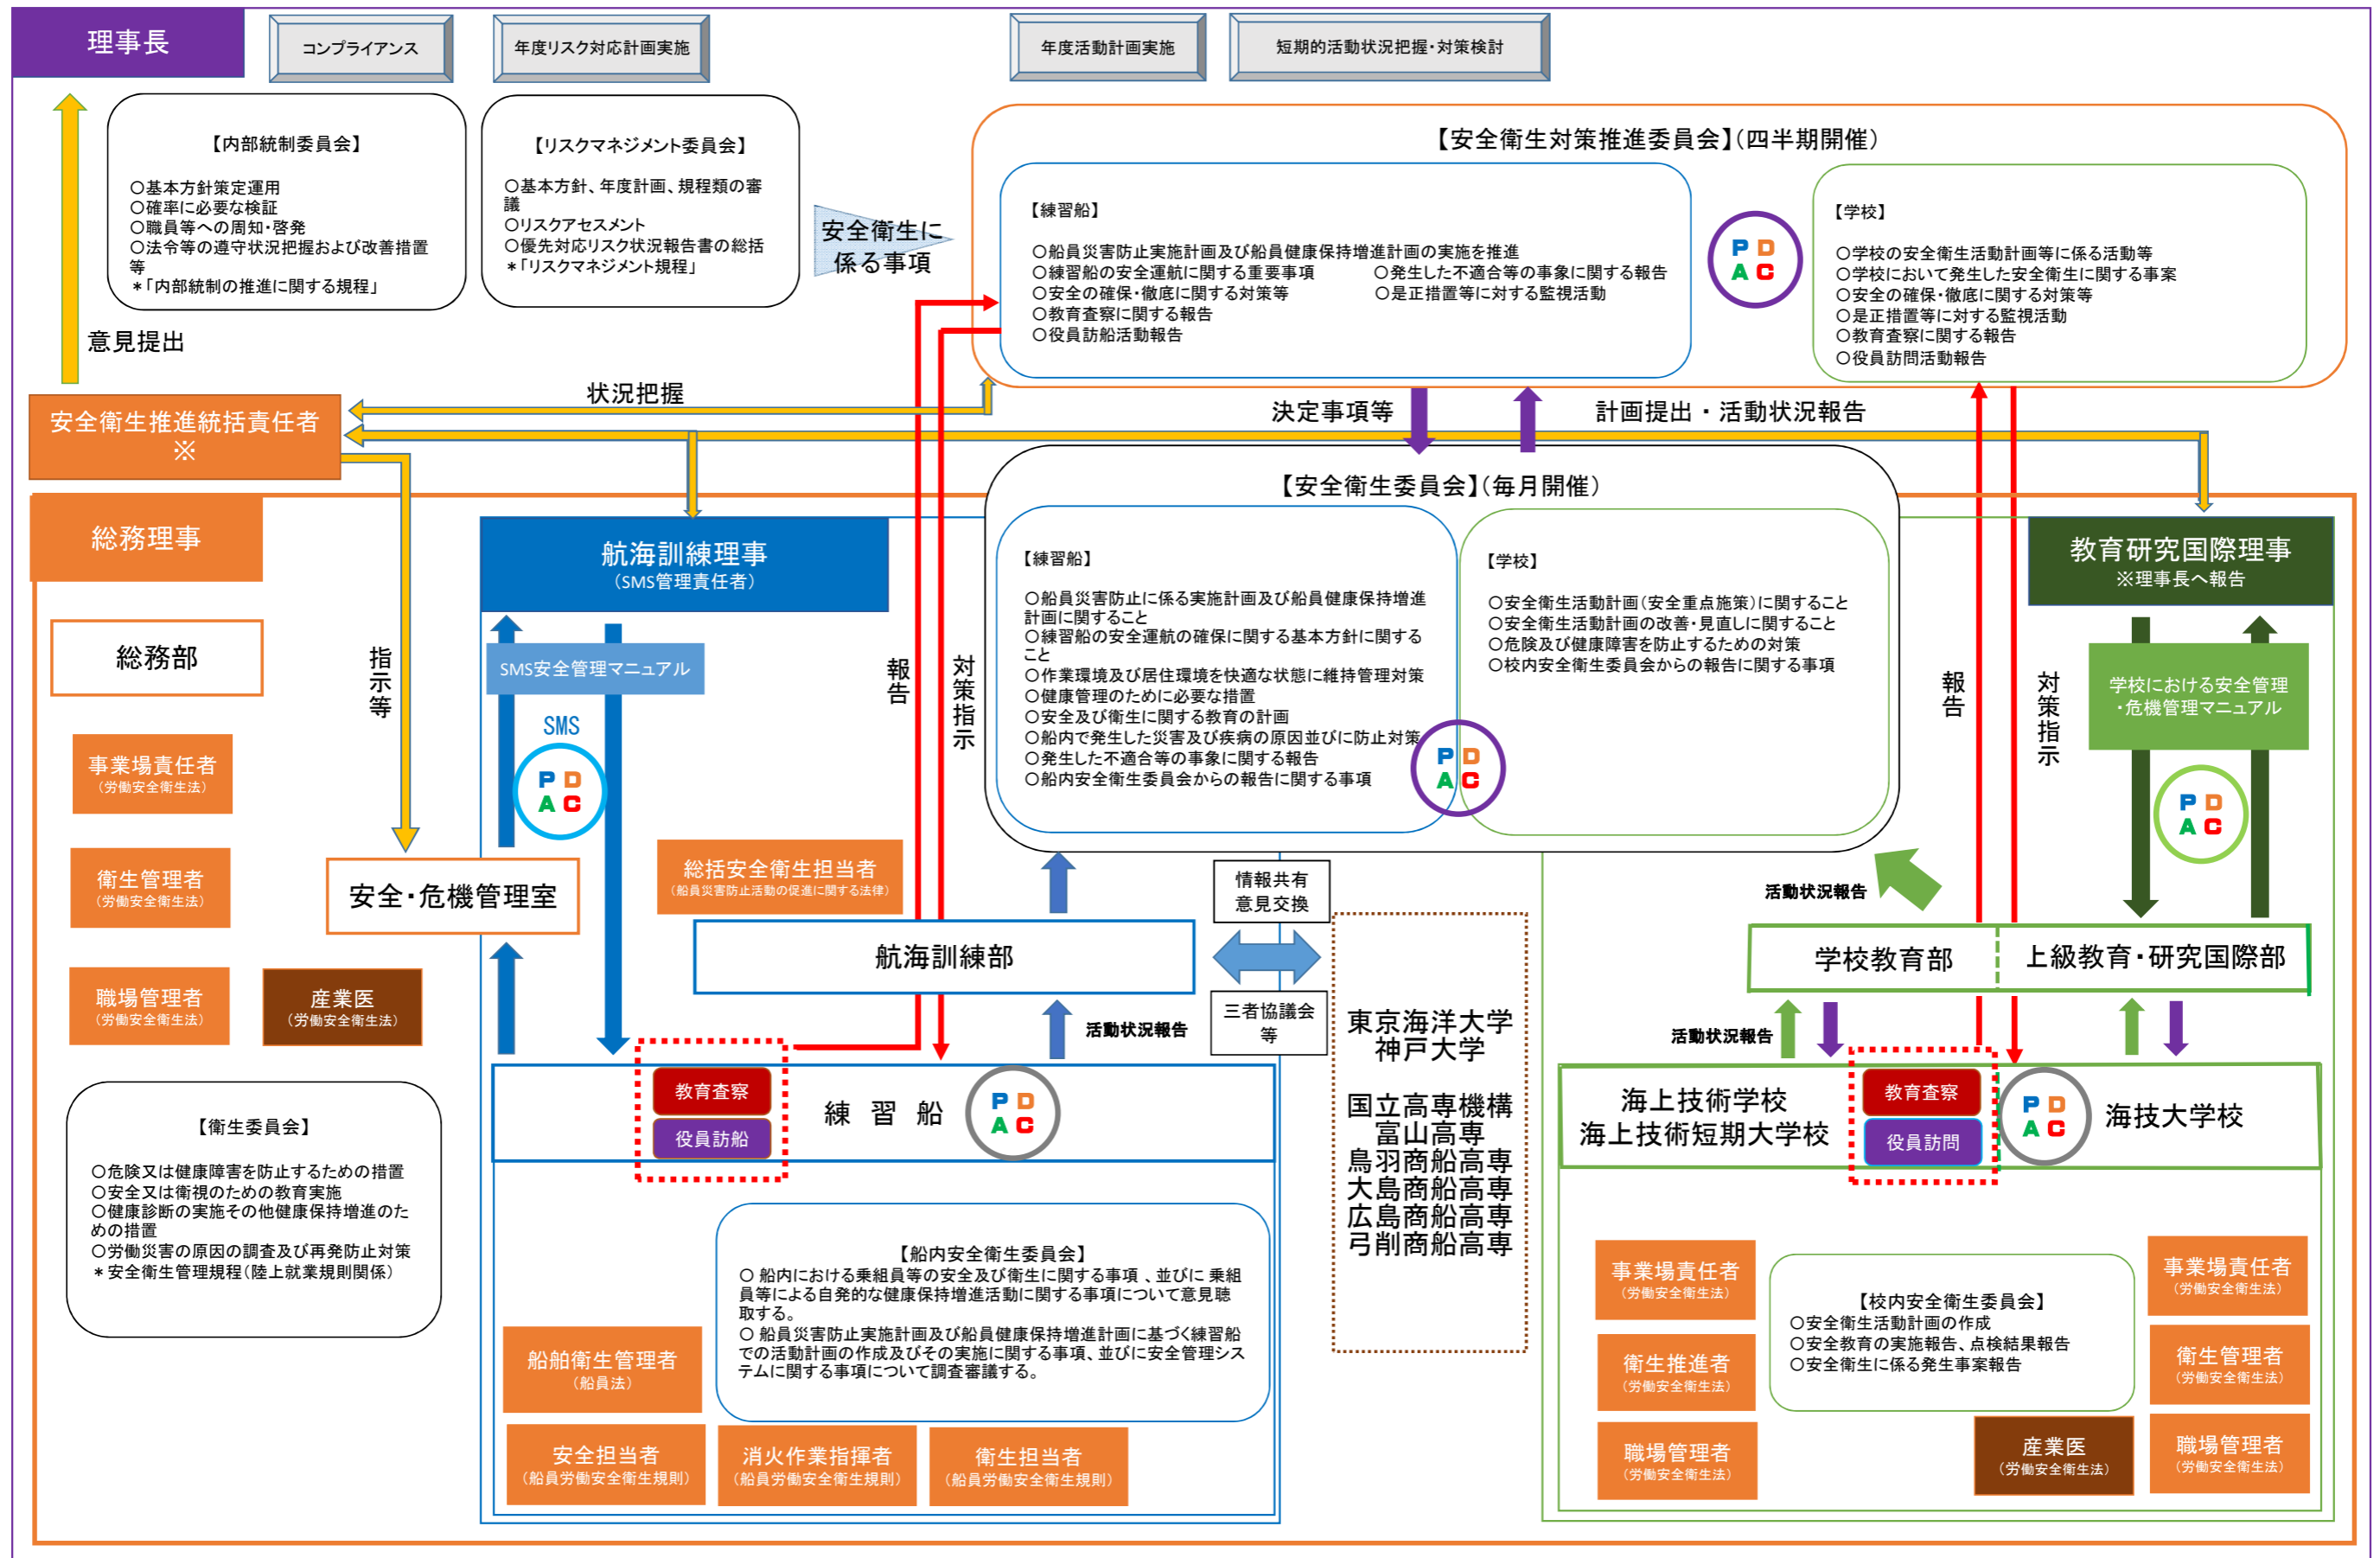 理事長
コンプライアンス
年度リスク対応計画実施
年度活動計画実施
短期的活動状況把握・対策検討
【内部統制委員会】
○基本方針策定運用
○確率に必要な検証
○職員等への周知・啓発
○法令等の遵守状況把握および改善措置
等
*「内部統制の推進に関する規程」
【リスクマネジメント委員会】
○基本方針、年度計画、規程類の審
議
○リスクアセスメント
○優先対応リスク状況報告書の総括
*「リスクマネジメント規程」
安全衛生に
係る事項
【安全衛生対策推進委員会】(四半期開催)
【練習船】
○船員災害防止実施計画及び船員健康保持増進計画の実施を推進
○練習船の安全運航に関する重要事項 ○発生した不適合等の事象に関する報告
○安全の確保・徹底に関する対策等 ○是正措置等に対する監視活動
○教育査察に関する報告
○役員訪船活動報告
P D
A C
【学校】
○学校の安全衛生活動計画等に係る活動等
○学校において発生した安全衛生に関する事案
○安全の確保・徹底に関する対策等
○是正措置等に対する監視活動
○教育査察に関する報告
○役員訪問活動報告
意見提出
状況把握
決定事項等
計画提出・活動状況報告
安全衛生推進統括責任者
※
総務理事
総務部
指示等
事業場責任者
(労働安全衛生法)
衛生管理者
(労働安全衛生法)
職場管理者
(労働安全衛生法)
産業医
(労働安全衛生法)
安全・危機管理室
【衛生委員会】
○危険又は健康障害を防止するための措置
○安全又は衛視のための教育実施
○健康診断の実施その他健康保持増進のた
めの措置
○労働災害の原因の調査及び再発防止対策
*安全衛生管理規程(陸上就業規則関係)
航海訓練理事
(SMS管理責任者)
SMS安全管理マニュアル
SMS
P D
A C
報告
対策指示
総括安全衛生担当者
(船員災害防止活動の促進に関する法律)
航海訓練部
活動状況報告
教育査察
役員訪船
練 習 船
P D
A C
【船内安全衛生委員会】
○ 船内における乗組員等の安全及び衛生に関する事項 、並びに 乗組
員等による自発的な健康保持増進活動に関する事項について意見聴
取する。
○ 船員災害防止実施計画及び船員健康保持増進計画に基づく練習船
での活動計画の作成及びその実施に関する事項、並びに安全管理シス
テムに関する事項について調査審議する。
船舶衛生管理者
(船員法)
安全担当者
(船員労働安全衛生規則)
消火作業指揮者
(船員労働安全衛生規則)
衛生担当者
(船員労働安全衛生規則)
【安全衛生委員会】(毎月開催)
【練習船】
○船員災害防止に係る実施計画及び船員健康保持増進
計画に関すること
○練習船の安全運航の確保に関する基本方針に関する
こと
○作業環境及び居住環境を快適な状態に維持管理対策
○健康管理のために必要な措置
○安全及び衛生に関する教育の計画
○船内で発生した災害及び疾病の原因並びに防止対策
○発生した不適合等の事象に関する報告
○船内安全衛生委員会からの報告に関する事項
P D
A C
【学校】
○安全衛生活動計画(安全重点施策)に関すること
○安全衛生活動計画の改善・見直しに関すること
○危険及び健康障害を防止するための対策
○校内安全衛生委員会からの報告に関する事項
情報共有
意見交換
三者協議会
等
東京海洋大学
神戸大学
国立高専機構
富山高専
鳥羽商船高専
大島商船高専
広島商船高専
弓削商船高専
教育研究国際理事
※理事長へ報告
学校における安全管理
・危機管理マニュアル
P D
A C
報告
対策指示
活動状況報告
学校教育部
上級教育・研究国際部
活動状況報告
海上技術学校
海上技術短期大学校
教育査察
役員訪問
P D
A C
海技大学校
事業場責任者
(労働安全衛生法)
衛生推進者
(労働安全衛生法)
職場管理者
(労働安全衛生法)
【校内安全衛生委員会】
○安全衛生活動計画の作成
○安全教育の実施報告、点検結果報告
○安全衛生に係る発生事案報告
産業医
(労働安全衛生法)
事業場責任者
(労働安全衛生法)
衛生管理者
(労働安全衛生法)
職場管理者
(労働安全衛生法)